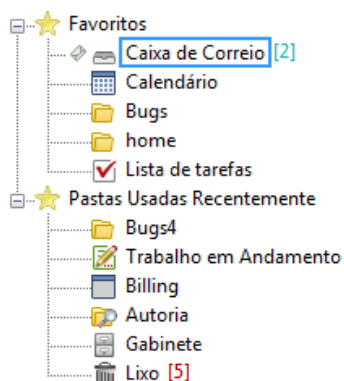 Favoritos
Caixa de Correio [2]
Calendário
Bugs
home
Lista de tarefas
Pastas Usadas Recentemente
Bugs4
Trabalho em Andamento
Billing
Autoria
Gabinete
Lixo [5]